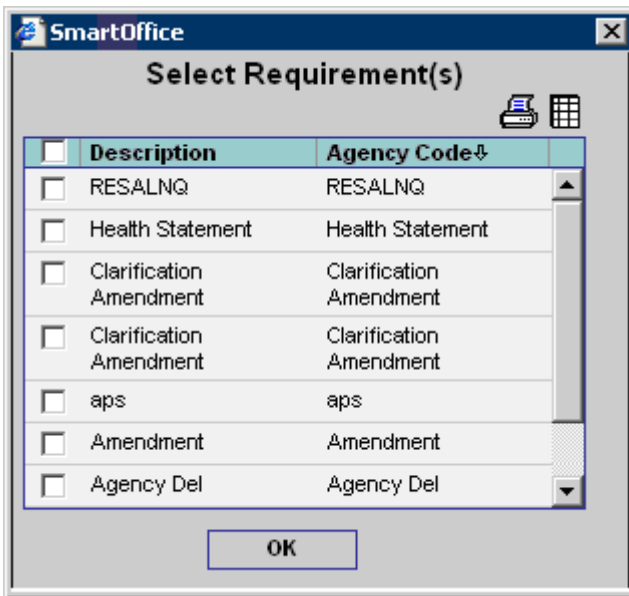 SmartOffice
Select Requirement(s)
Description Agency Code
RESALNQ RESALNQ
Health Statement Health Statement
Clarification Clarification
Amendment Amendment
Clarification Clarification
Amendment Amendment
aps aps
Amendment Amendment
Agency Del Agency Del
OK